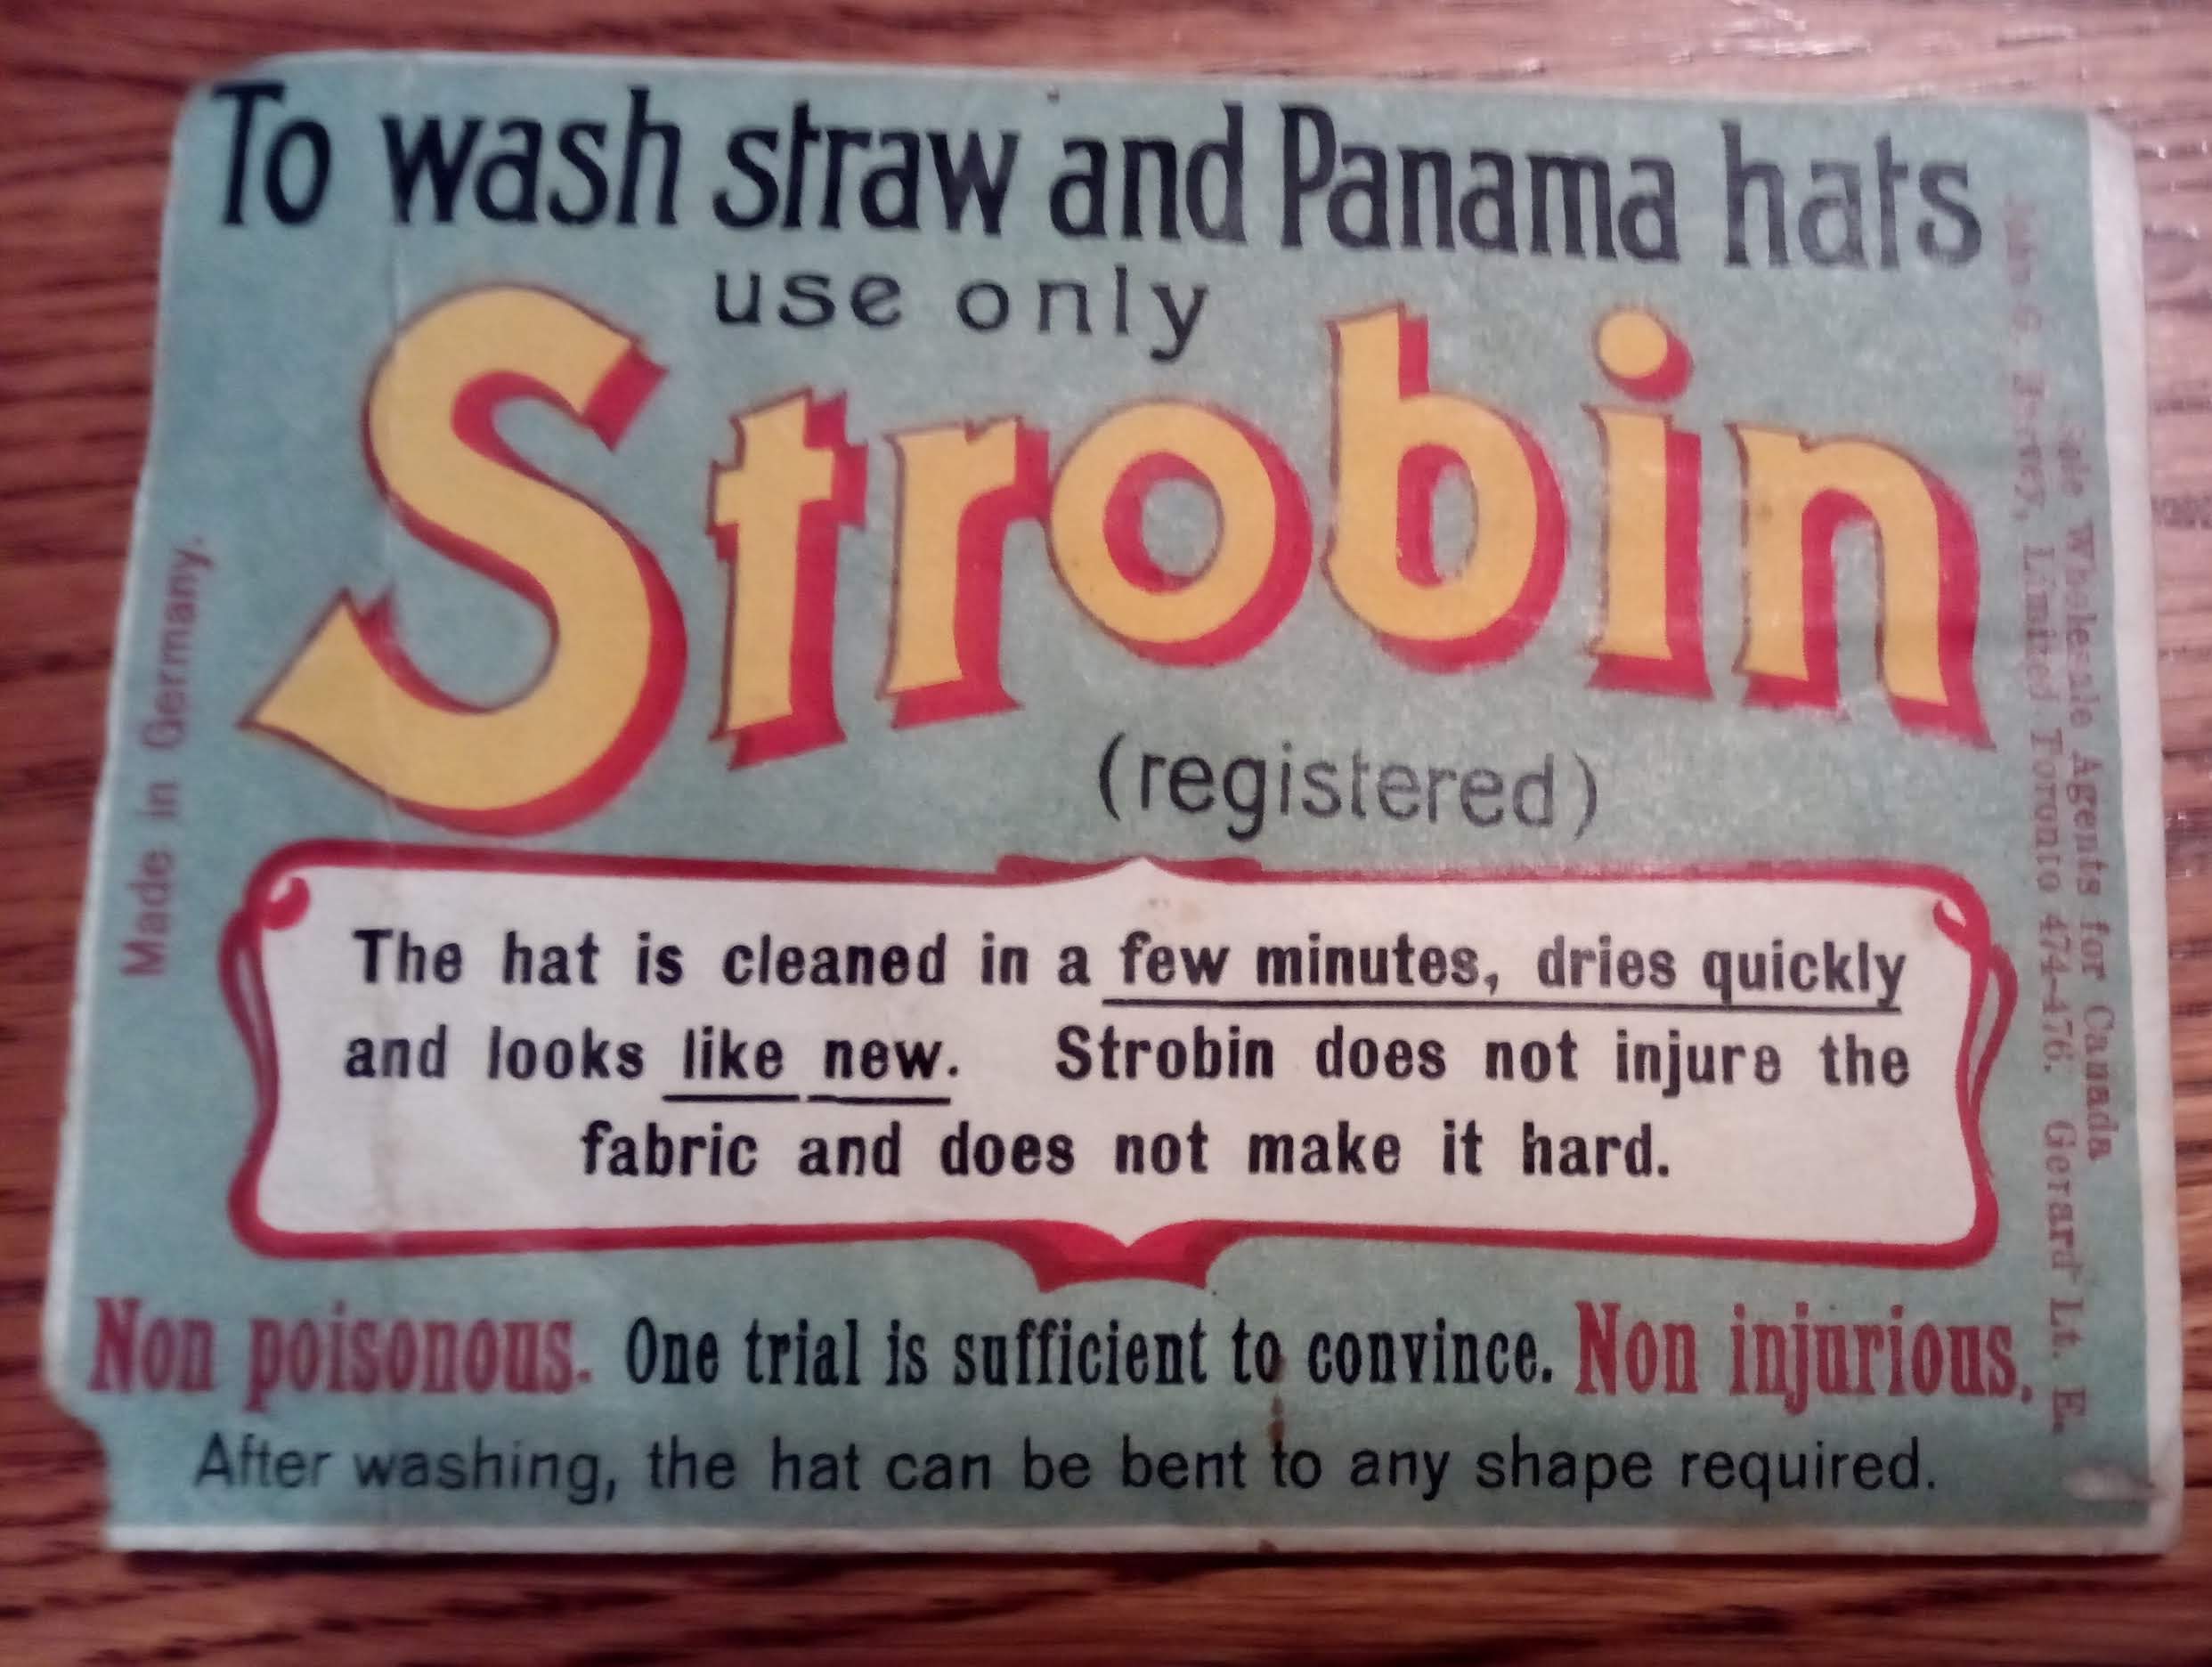 To wash straw and Panama hats
use only
Strobin
(registered)
The hat is cleaned in a few minutes, dries quickly
and looks like new. Strobin does not injure the
fabric and does not make it hard.
Non poisonous. One trial is sufficient to convince. Non injurious.
After washing, the hat can be bent to any shape required.
Made in Germany.
Sole Wholesale Agents for Canada
Limited Toronto 474-476. Gerard Lt. E.